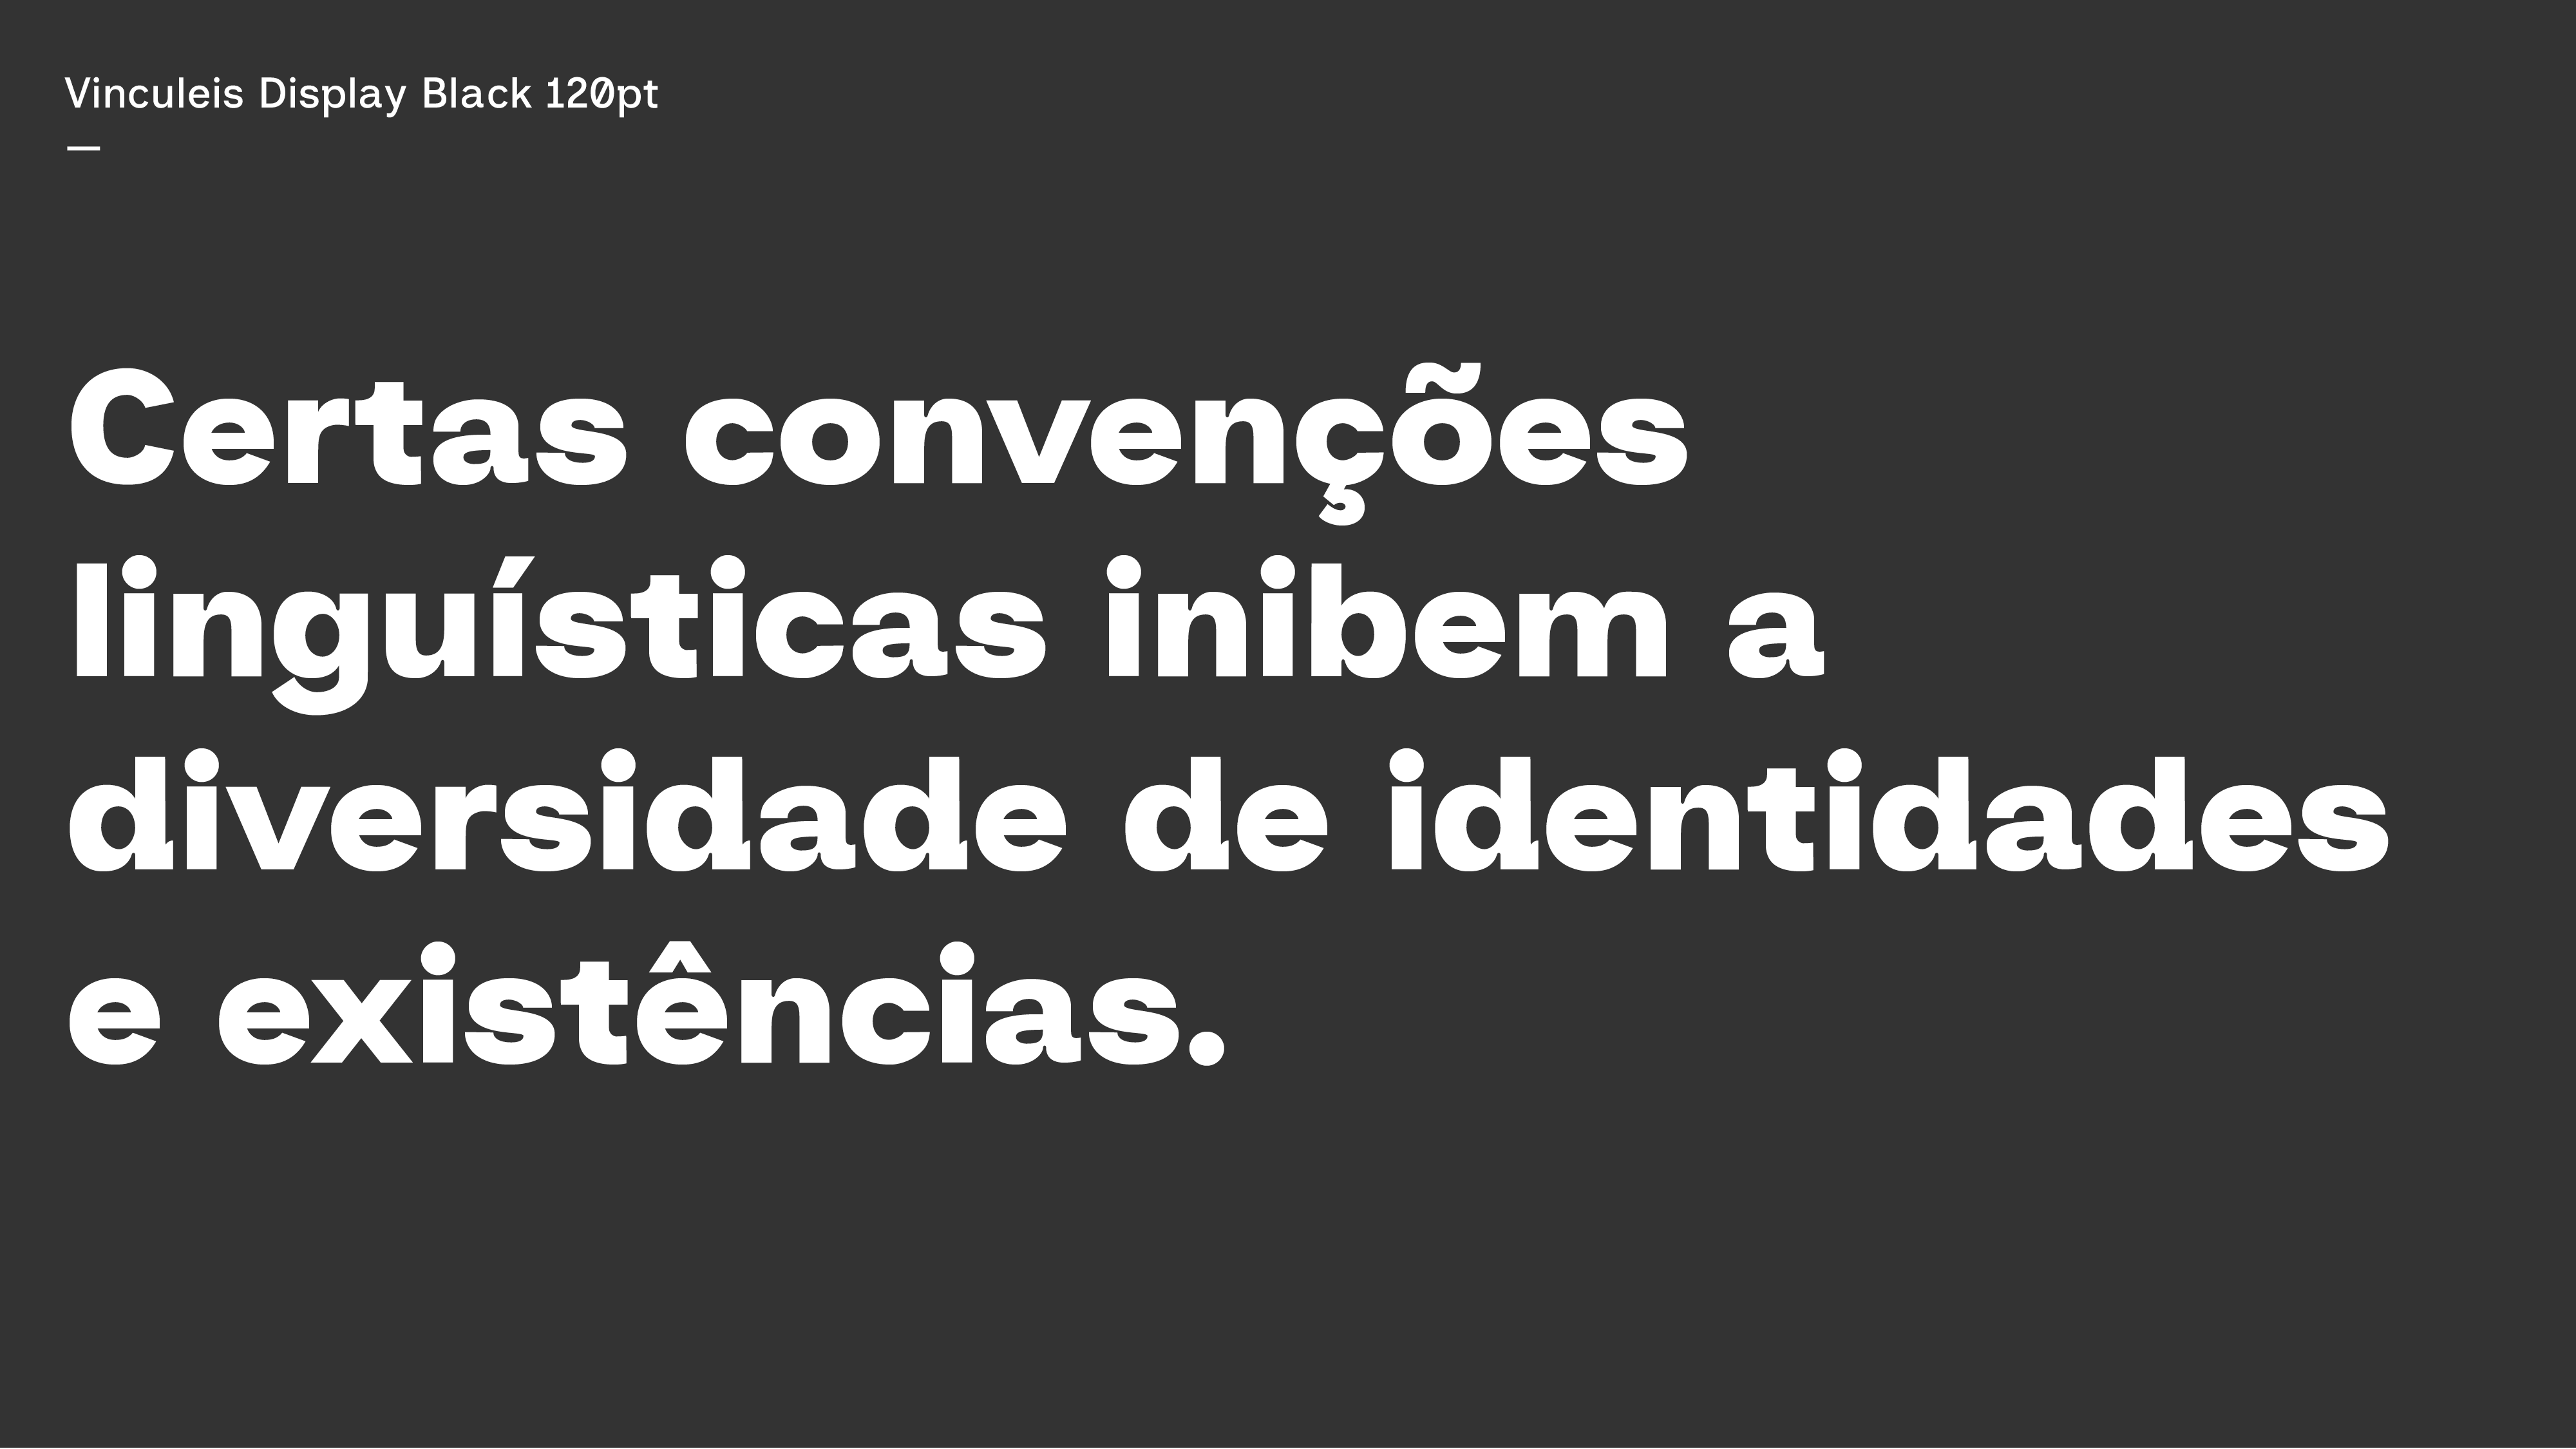 Vinculeis Display Black 120pt
Certas convenções
linguísticas inibem a
diversidade de identidades
e existências.